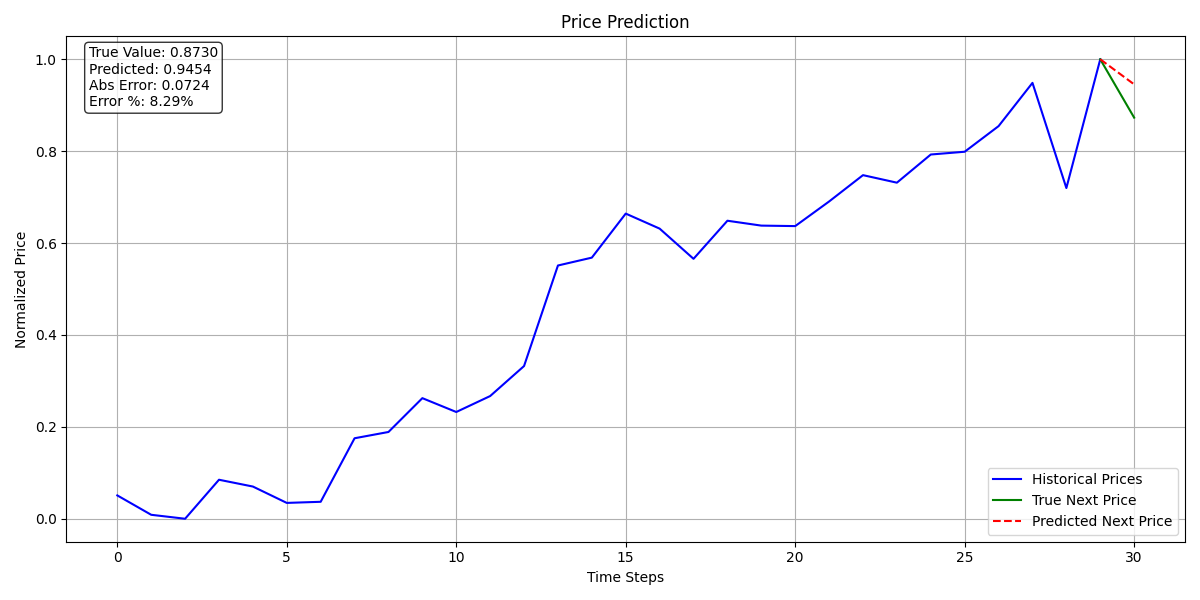 Price Prediction
True Value: 0.8730
Predicted: 0.9454
Abs Error: 0.0724
Error %: 8.29%
Normalized Price
1.0
0.8
0.6
0.4
0.2
0.0
Historical Prices
True Next Price
Predicted Next Price
0 5 10 15 20 25 30
Time Steps